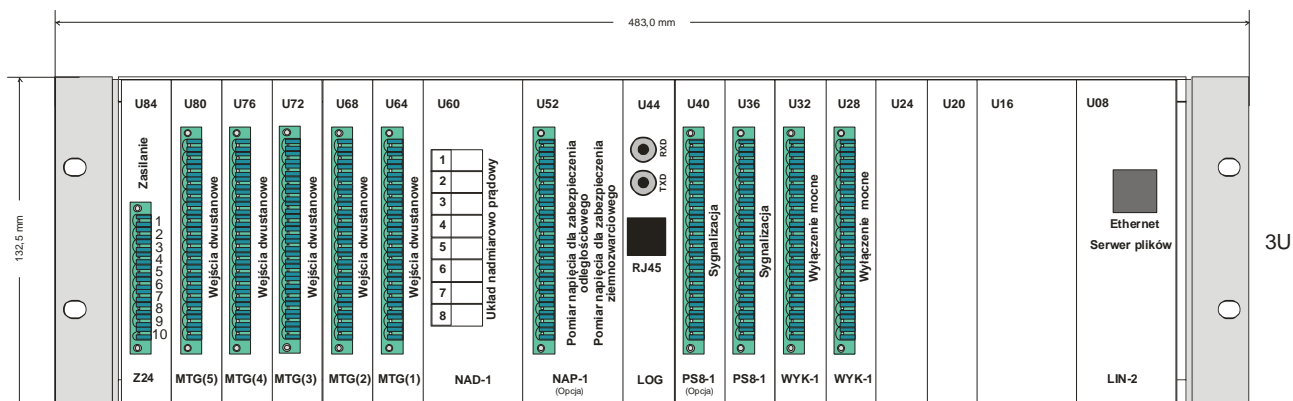 483,0 mm
132,5 mm
3U
U84
U80
U76
U72
U68
U64
U60
U52
U44
U40
U36
U32
U28
U24
U20
U16
U08
Zasilanie
1
2
3
4
5
6
7
8
9
10
Wejścia dwustanowe
Wejścia dwustanowe
Wejścia dwustanowe
Wejścia dwustanowe
Wejścia dwustanowe
1
2
3
4
5
6
7
8
Układ nadmiarowo prądowy
Pomiar napięcia dla zabezpieczenia
odległościowego
Pomiar napięcia dla zabezpieczenia
ziemnozwarciowego
RXD
TXD
RJ45
Sygnalizacja
Sygnalizacja
Wyłączenie mocne
Wyłączenie mocne
Ethernet
Serwer plików
Z24
MTG(5)
MTG(4)
MTG(3)
MTG(2)
MTG(1)
NAD-1
NAP-1
(Opcja)
LOG
PS8-1
(Opcja)
PS8-1
WYK-1
WYK-1
LIN-2